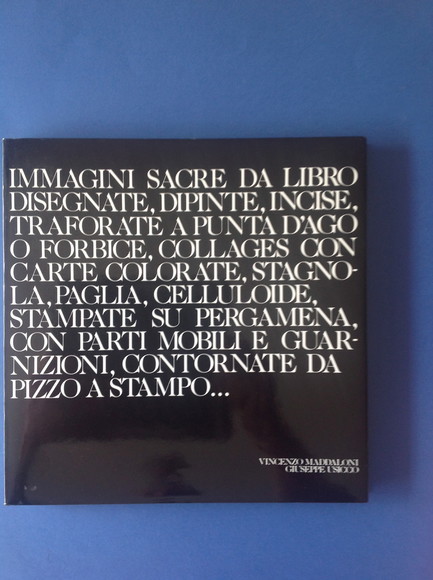 IMMAGINI SACRE DA LIBRO
DISEGNATE, DIPINTE, INCISE,
TRAFORATE A PUNTA D'AGO
O FORBICE, COLLAGES CON
CARTE COLORATE, STAGNO-
LA, PAGLIA, CELLULOIDE,
STAMPATE SU PERGAMENA,
CON PARTI MOBILI E GUAR-
NIZIONI, CONTORNATE DA
PIZZO A STAMPO...
VINCENZO MADDALONI
GIUSEPPE USICCO